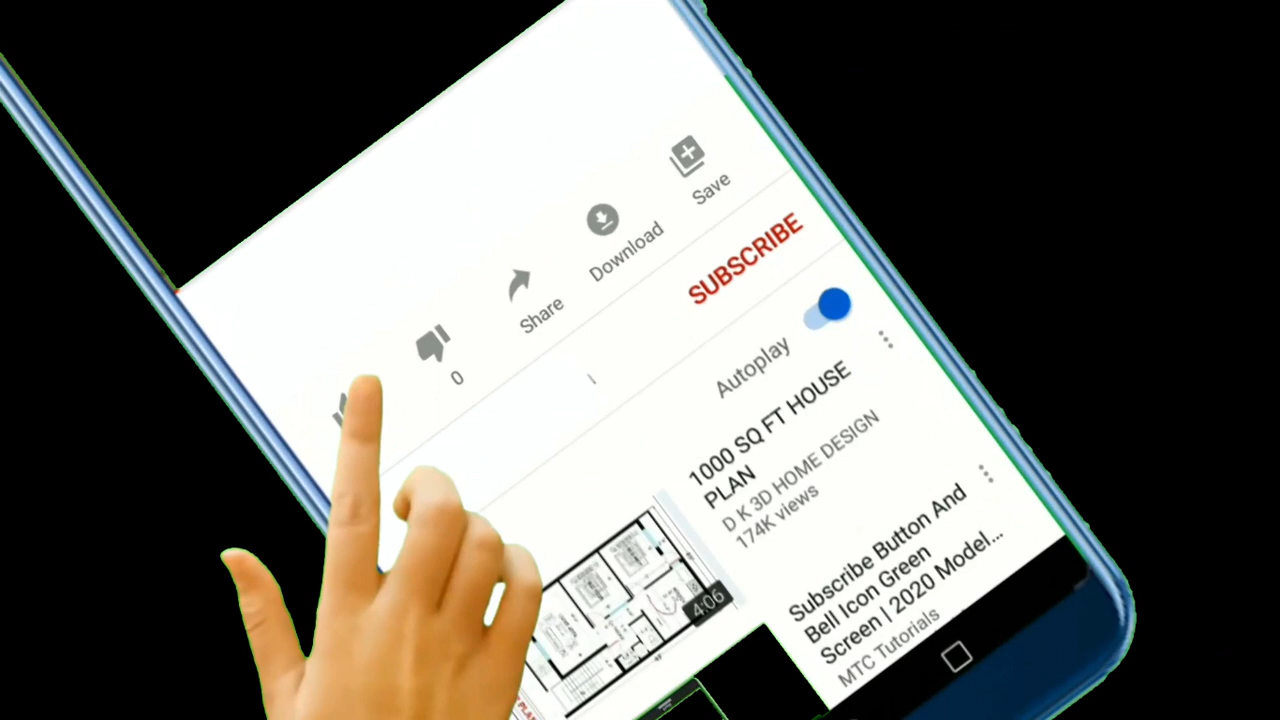 Save
Download
Share
0
SUBSCRIBE
Autoplay
1000 SQ FT HOUSE
PLAN
D K 3D HOME DESIGN
174K views
4:06
Subscribe Button And
Bell Icon Green
Screen | 2020 Model...
MTC Tutorials